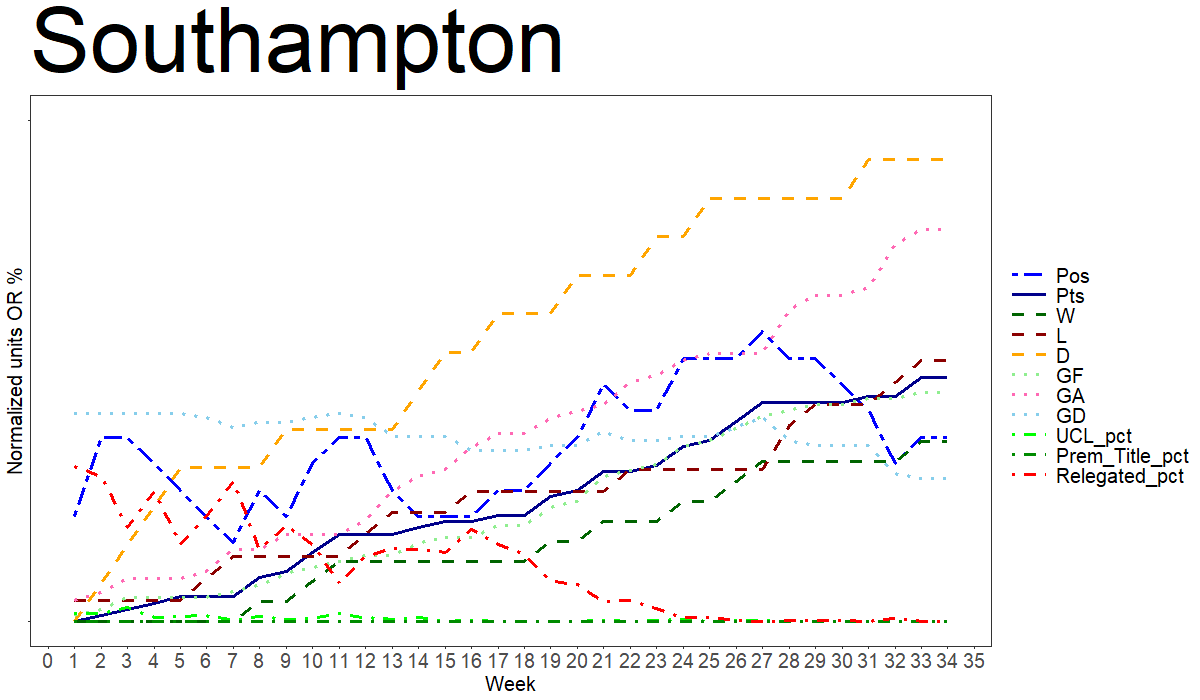 Southampton
Normalized units OR %
Pos
Pts
W
L
D
GF
GA
GD
UCL_pct
Prem_Title_pct
Relegated_pct
0 1 2 3 4 5 6 7 8 9 10 11 12 13 14 15 16 17 18 19 20 21 22 23 24 25 26 27 28 29 30 31 32 33 34 35
Week